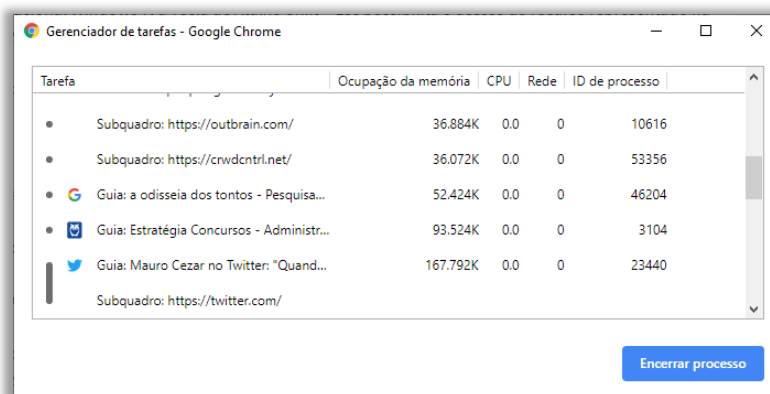 Gerenciador de tarefas - Google Chrome
Tarefa Ocupação da memória CPU Rede ID de processo
Subquadro: https://outbrain.com/ 36.884K 0.0 0 10616
Subquadro: https://crwdcntrl.net/ 36.072K 0.0 0 53356
Guia: a odisseia dos tontos - Pesquisa... 52.424K 0.0 0 46204
Guia: Estratégia Concursos - Administr... 93.524K 0.0 0 3104
Guia: Mauro Cezar no Twitter: "Quand... 167.792K 0.0 0 23440
Subquadro: https://twitter.com/
Encerrar processo